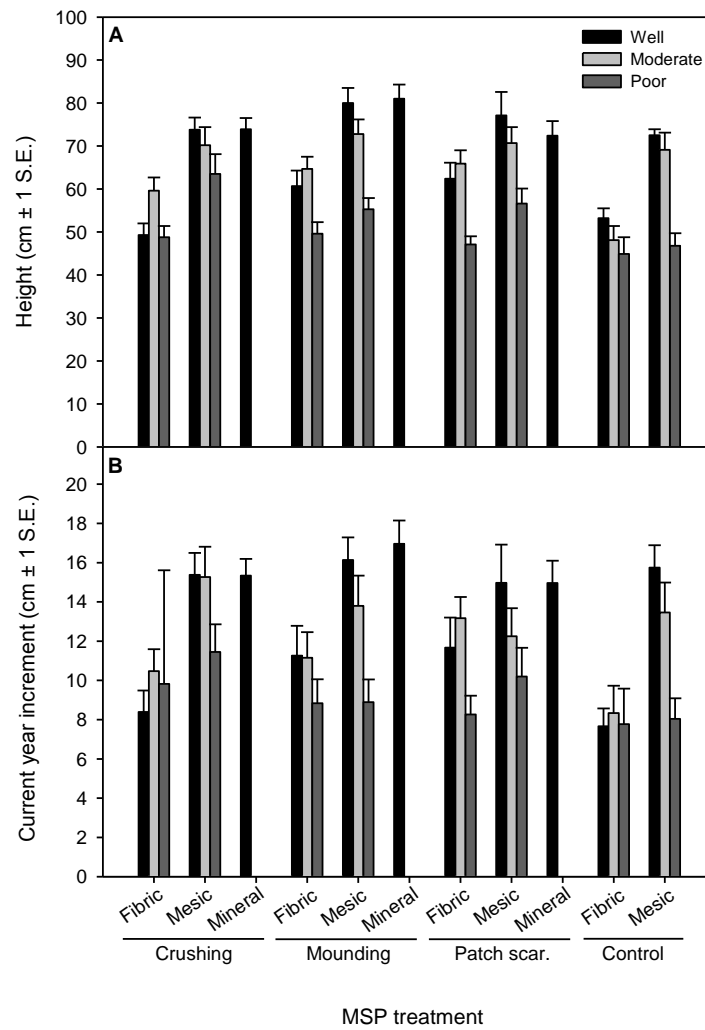 A
Well
Moderate
Poor
100
90
80
70
60
50
40
30
20
10
0
Height (cm ± 1 S.E.)
B
20
18
16
14
12
10
8
6
4
2
0
Current year increment (cm ± 1 S.E.)
Fibric Mesic Mineral Fibric Mesic Mineral Fibric Mesic Mineral Fibric Mesic
Crushing Mounding Patch scar. Control
MSP treatment